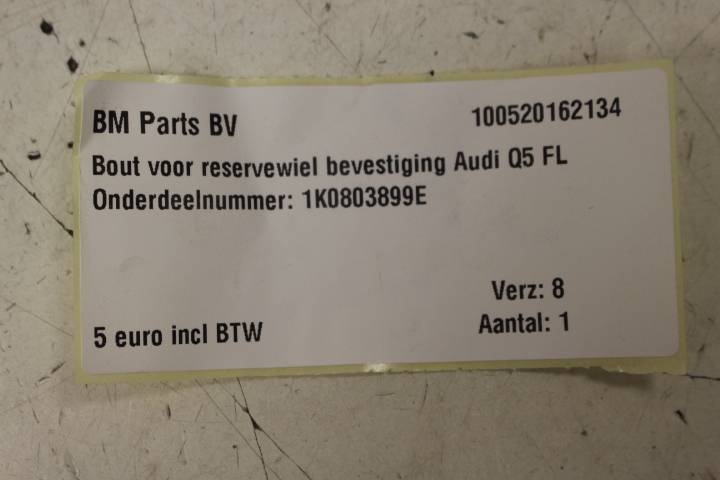 BM Parts BV 100520162134
Bout voor reservewiel bevestiging Audi Q5 FL
Onderdeelnummer: 1K0803899E
Verz: 8
5 euro incl BTW Aantal: 1